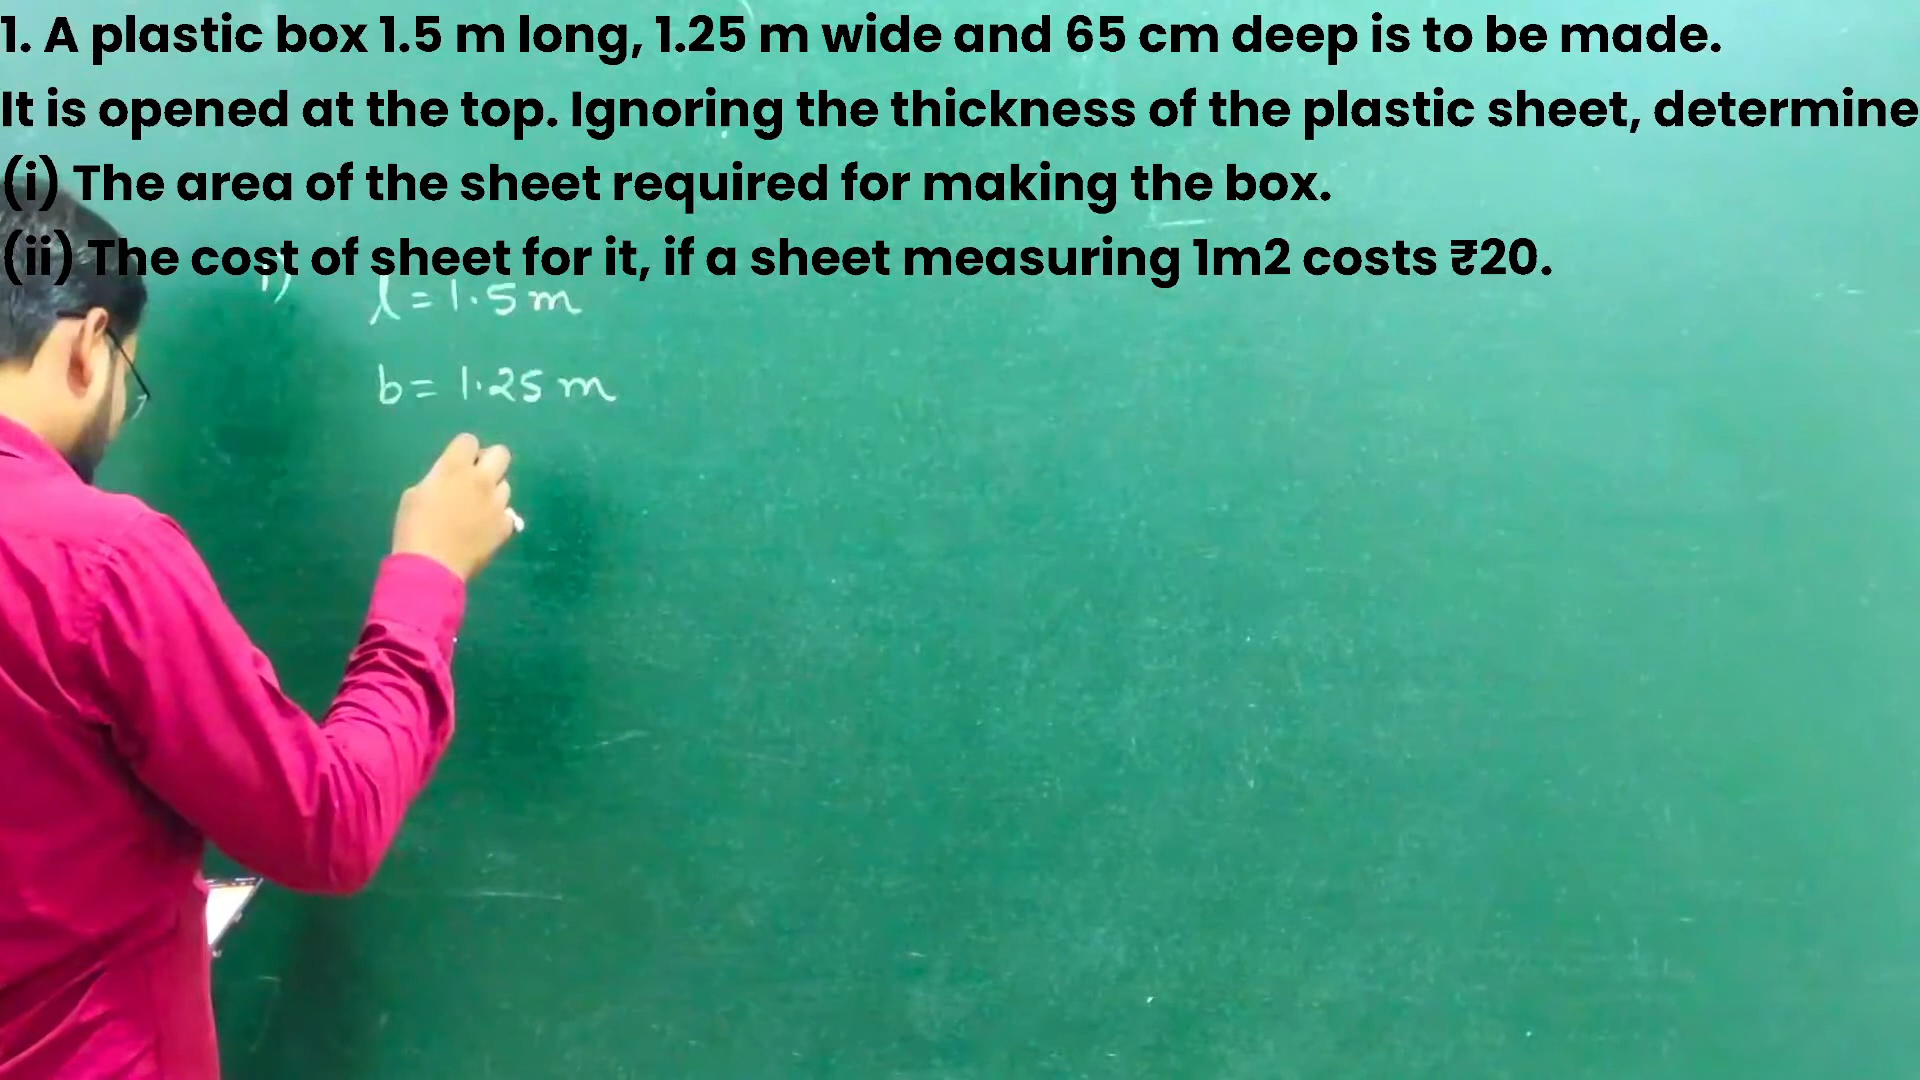 1. A plastic box 1.5 m long, 1.25 m wide and 65 cm deep is to be made.
It is opened at the top. Ignoring the thickness of the plastic sheet, determine
(i) The area of the sheet required for making the box.
(ii) The cost of sheet for it, if a sheet measuring 1m2 costs ₹20.
i) l = 1.5 m
b = 1.25 m